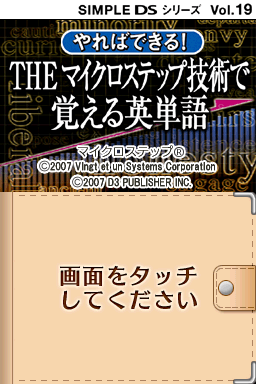 SIMPLE DS シリーズ Vol.19
やればできる!
THE マイクロステップ技術で
覚える英単語
マイクロステップ®
©2007 Vingt et un Systems Corporation
©2007 D3 PUBLISHER INC.
画面をタッチ
してください